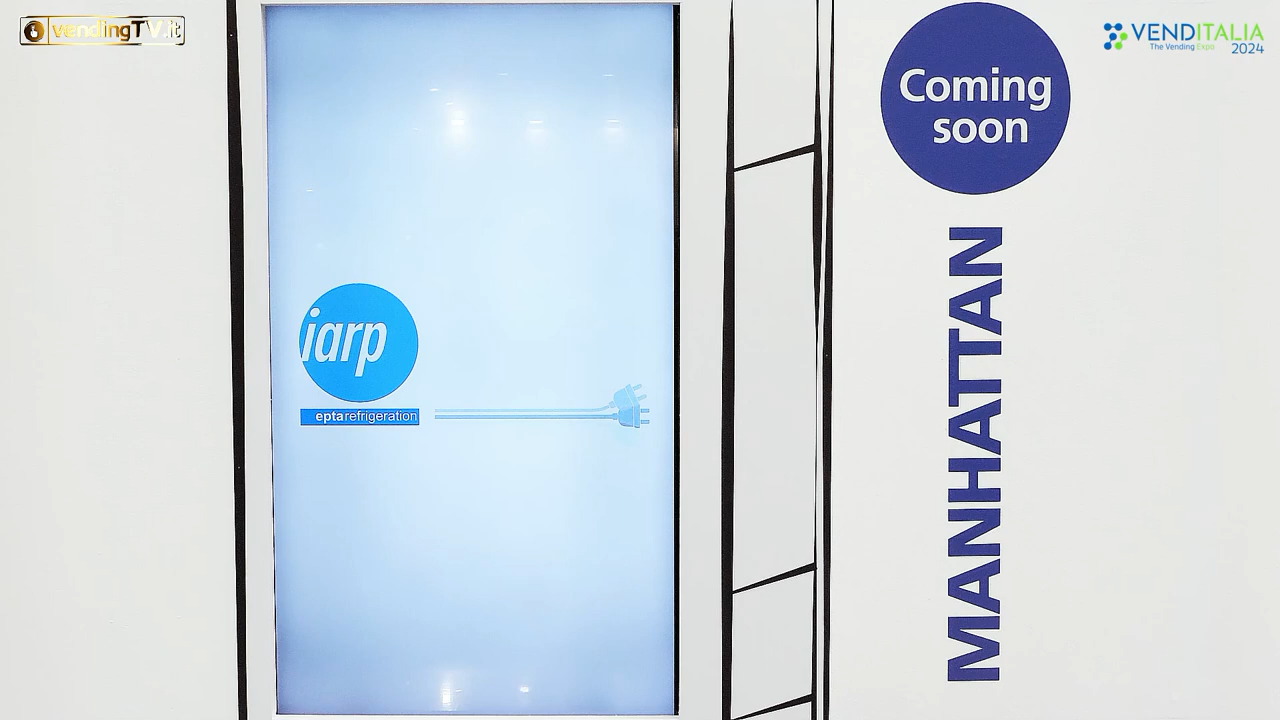 vendingTV.it
VENDITALIA
The Vending Expo 2024
Coming
soon
iarp
eptarefrigeration
MANHATTAN